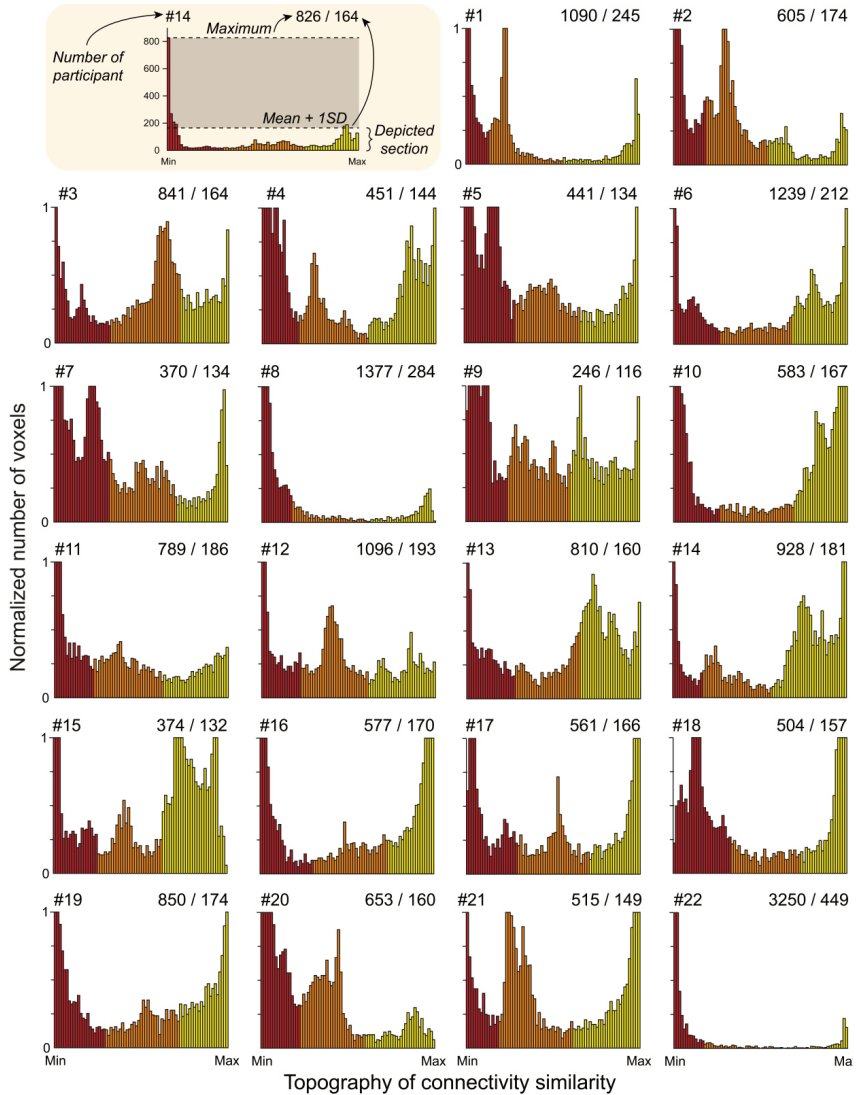 #14 Maximum 826 / 164
Number of
participant
800
600
400
200
0
Mean + 1SD
Depicted
section
Min Max
#1 1090 / 245
#2 605 / 174
1
0
#3 841 / 164
#4 451 / 144
#5 441 / 134
#6 1239 / 212
1
0
#7 370 / 134
#8 1377 / 284
#9 246 / 116
#10 583 / 167
1
0
#11 789 / 186
#12 1096 / 193
#13 810 / 160
#14 928 / 181
1
0
#15 374 / 132
#16 577 / 170
#17 561 / 166
#18 504 / 157
1
0
#19 850 / 174
#20 653 / 160
#21 515 / 149
#22 3250 / 449
1
0
Min Max Min Max Min Max Min Ma
Normalized number of voxels
Topography of connectivity similarity